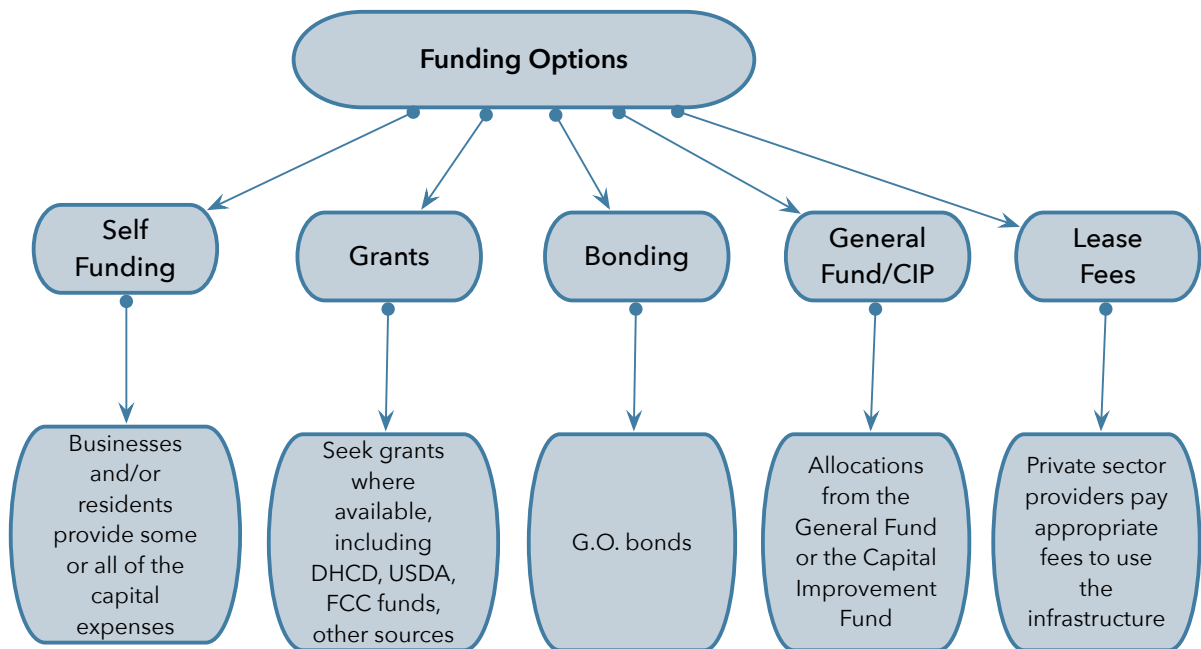 Funding Options
Self
Funding
Grants
Bonding
General
Fund/CIP
Lease
Fees
Businesses
and/or
residents
provide some
or all of the
capital
expenses
Seek grants
where
available,
including
DHCD, USDA,
FCC funds,
other sources
G.O. bonds
Allocations
from the
General Fund
or the Capital
Improvement
Fund
Private sector
providers pay
appropriate
fees to use
the
infrastructure